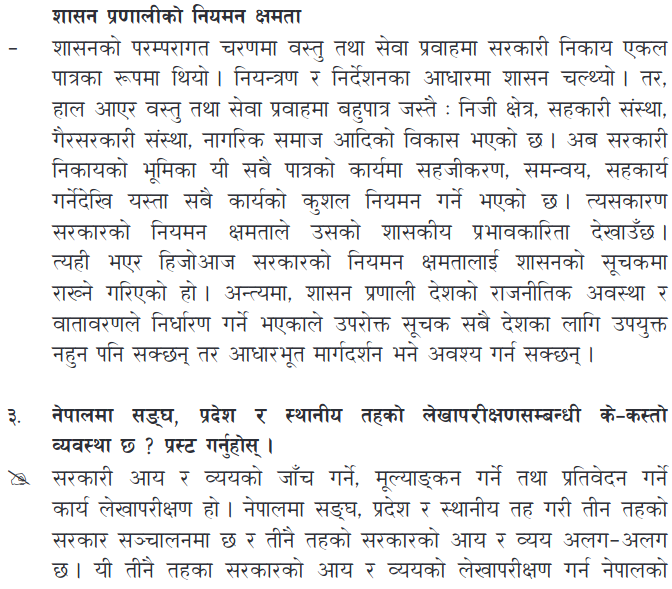 शासन प्रणालीको नियमन क्षमता
– शासनको परम्परागत चरणमा वस्तु तथा सेवा प्रवाहमा सरकारी निकाय एकल
पात्रका रूपमा थियो । नियन्त्रण र निर्देशनका आधारमा शासन चल्थ्यो । तर,
हाल आएर वस्तु तथा सेवा प्रवाहमा बहुपात्र जस्तै : निजी क्षेत्र, सहकारी संस्था,
गैरसरकारी संस्था, नागरिक समाज आदिको विकास भएको छ । अब सरकारी
निकायको भूमिका यी सबै पात्रको कार्यमा सहजीकरण, समन्वय, सहकार्य
गर्नेदेखि यस्ता सबै कार्यको कुशल नियमन गर्ने भएको छ । त्यसकारण
सरकारको नियमन क्षमताले उसको शासकीय प्रभावकारिता देखाउँछ ।
त्यही भएर हिजोआज सरकारको नियमन क्षमतालाई शासनको सूचकमा
राख्ने गरिएको हो । अन्त्यमा, शासन प्रणाली देशको राजनीतिक अवस्था र
वातावरणले निर्धारण गर्ने भएकाले उपरोक्त सूचक सबै देशका लागि उपयुक्त
नहुन पनि सक्छन् तर आधारभूत मार्गदर्शन भने अवश्य गर्न सक्छन् ।
३. नेपालमा सङ्घ, प्रदेश र स्थानीय तहको लेखापरीक्षणसम्बन्धी के–कस्तो
व्यवस्था छ ? प्रस्ट गर्नुहोस् ।
सरकारी आय र व्ययको जाँच गर्ने, मूल्याङ्कन गर्ने तथा प्रतिवेदन गर्ने
कार्य लेखापरीक्षण हो । नेपालमा सङ्घ, प्रदेश र स्थानीय तह गरी तीन तहको
सरकार सञ्चालनमा छ र तीनै तहको सरकारको आय र व्यय अलग–अलग
छ । यी तीनै तहका सरकारको आय र व्ययको लेखापरीक्षण गर्न नेपालको